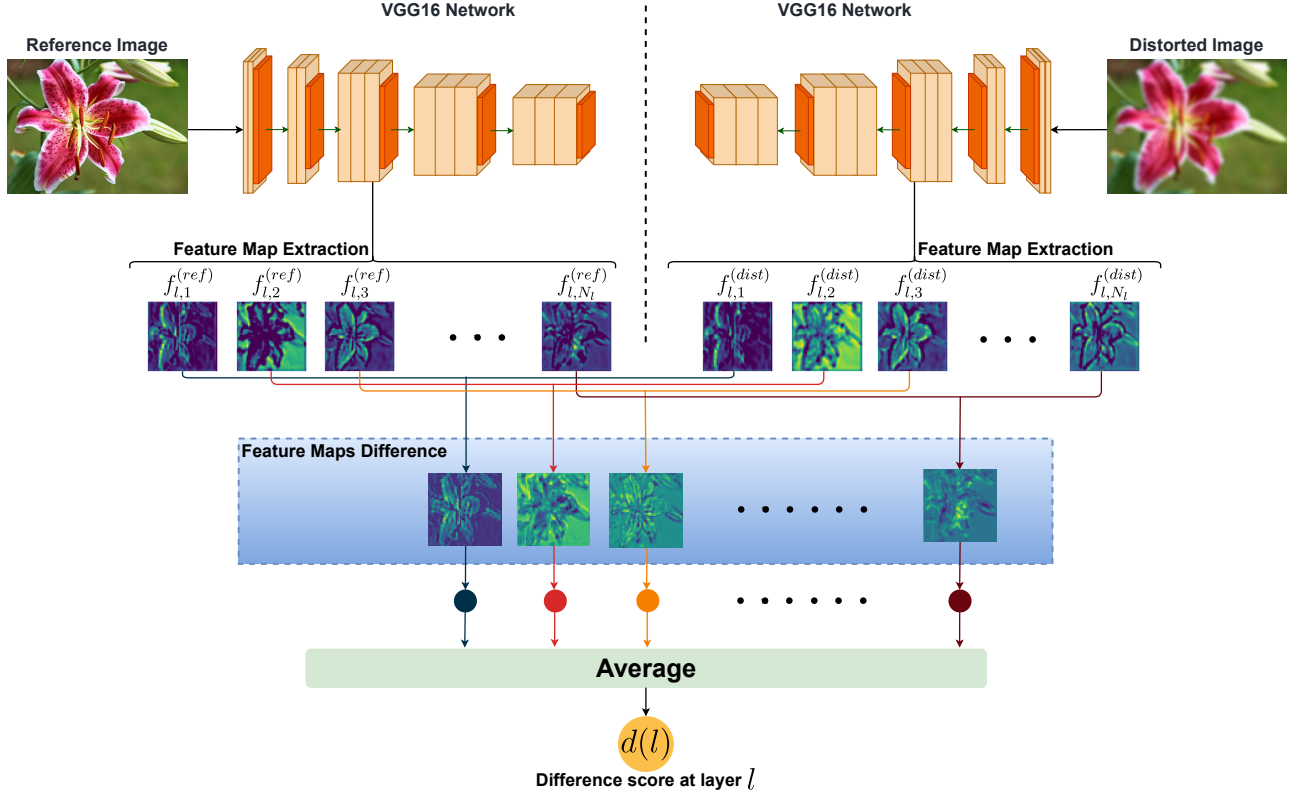 VGG16 Network
VGG16 Network
Reference Image
Distorted Image
Feature Map Extraction
Feature Map Extraction
f_{l,1}^{(ref)} f_{l,2}^{(ref)} f_{l,3}^{(ref)} f_{l,N_l}^{(ref)}
f_{l,1}^{(dist)} f_{l,2}^{(dist)} f_{l,3}^{(dist)} f_{l,N_l}^{(dist)}
Feature Maps Difference
Average
d(l)
Difference score at layer l